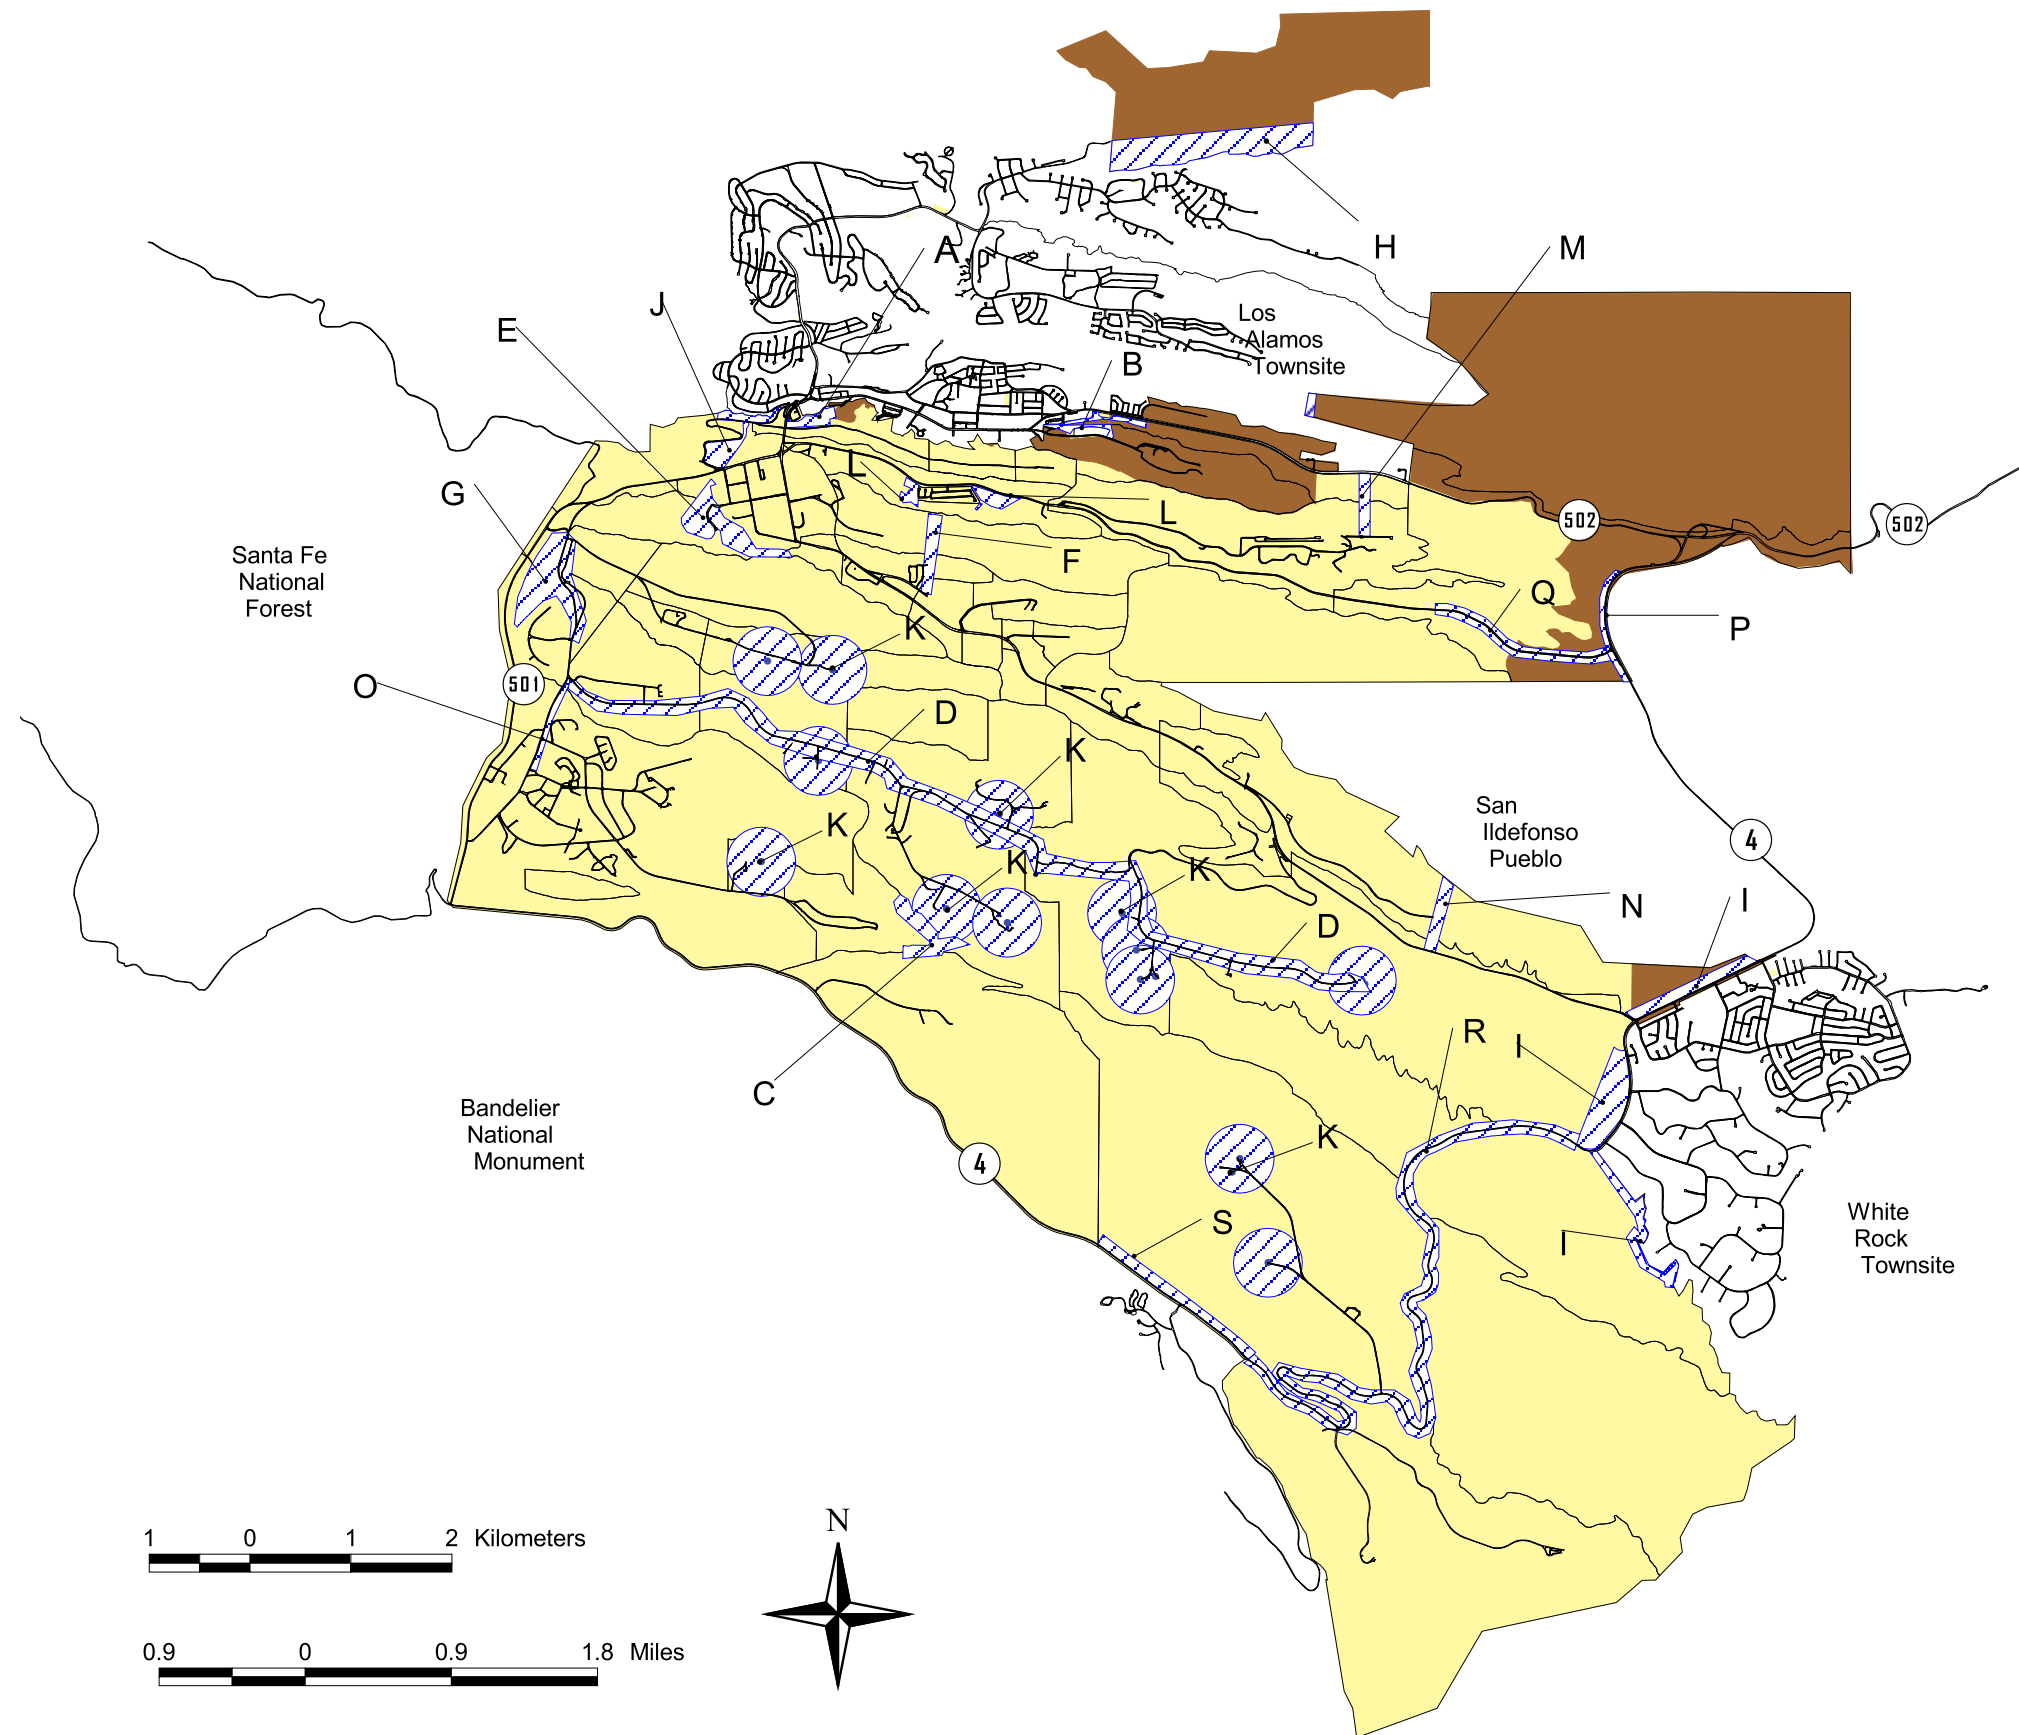 H
A
M
J
Los
Alamos
Townsite
E
B
L
G
L
502
502
Santa Fe
National
Forest
F
Q
K
P
501
O
D
K
San
Ildefonso
Pueblo
K
4
K
K
N
I
D
R
I
C
Bandelier
National
Monument
K
4
S
White
Rock
Townsite
I
N
1 0 1 2 Kilometers
0.9 0 0.9 1.8 Miles